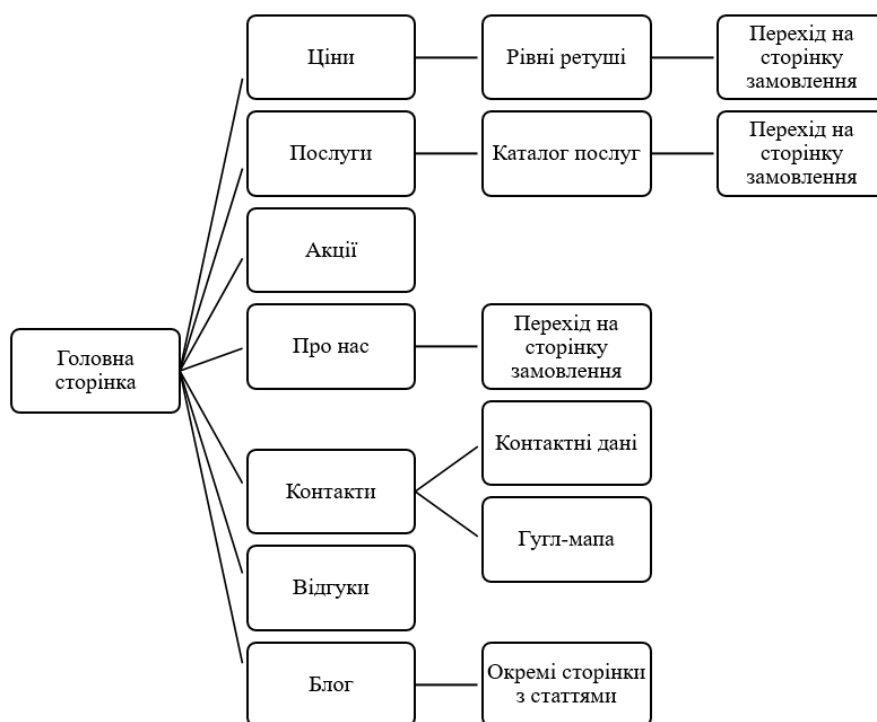 Ціни
Рівні ретуші
Перехід на
сторінку
замовлення
Послуги
Каталог послуг
Перехід на
сторінку
замовлення
Акції
Головна
сторінка
Про нас
Перехід на
сторінку
замовлення
Контакти
Контактні дані
Гугл-мапа
Відгуки
Блог
Окремі сторінки
з статтями